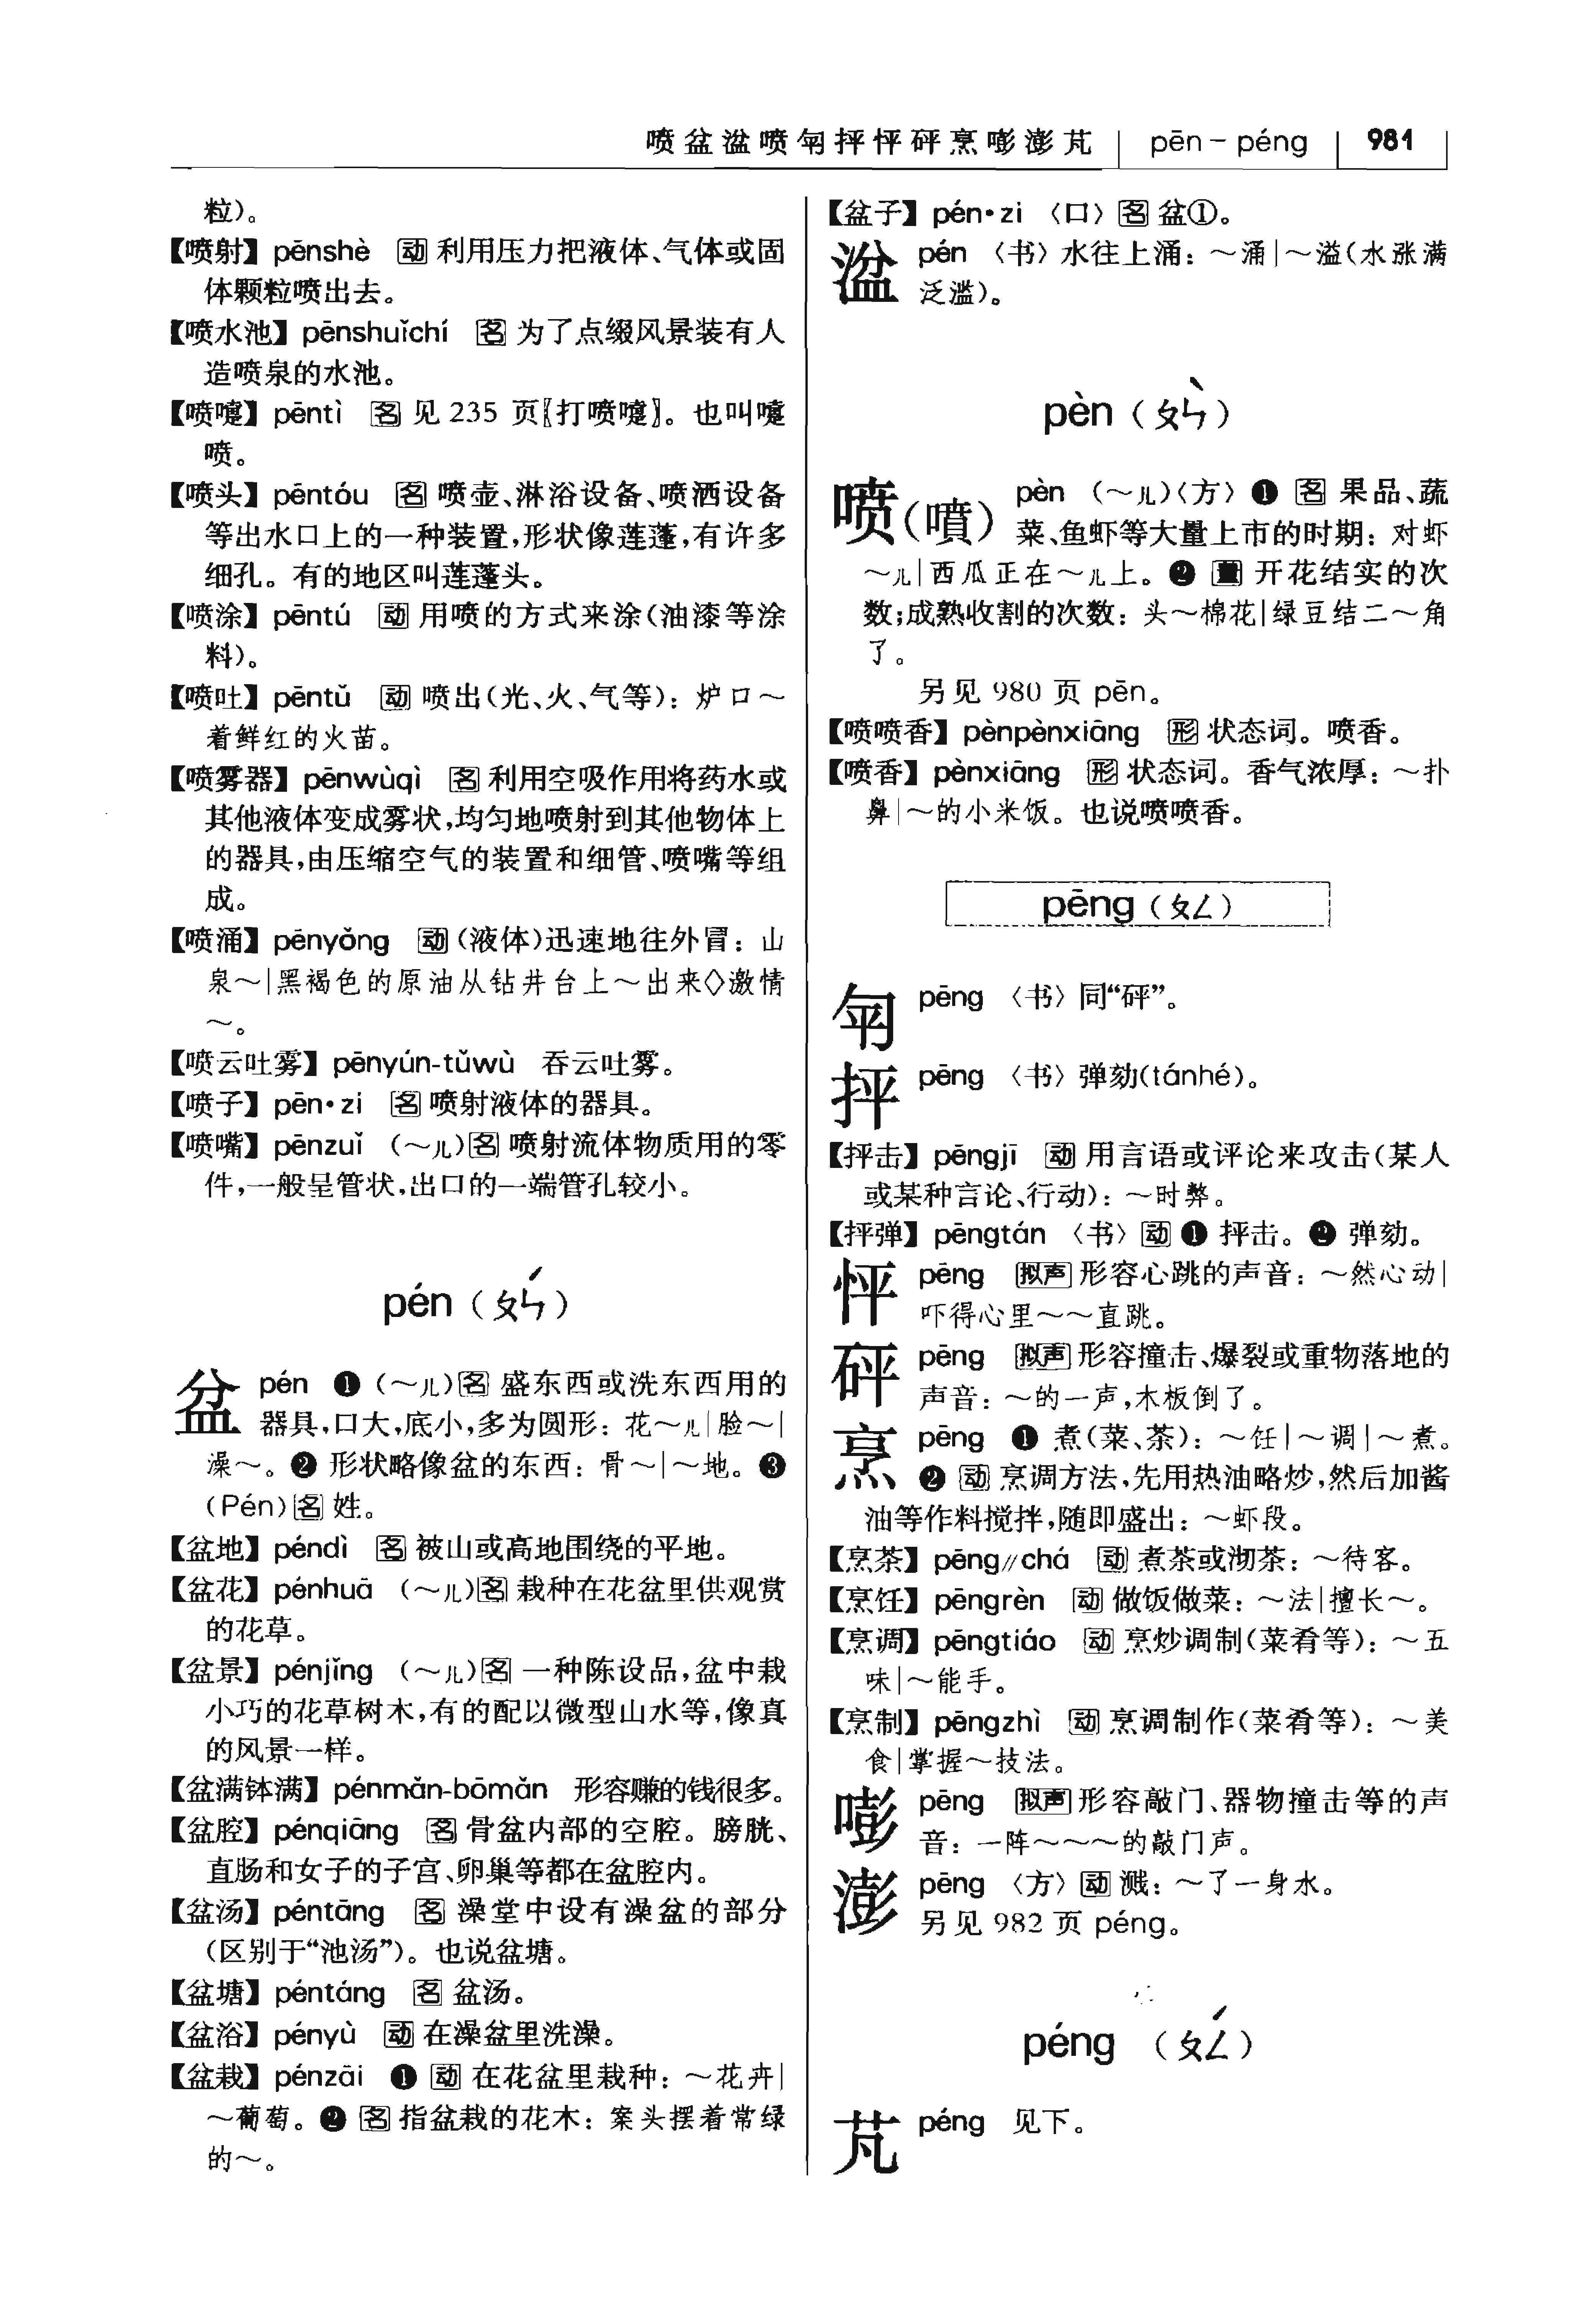 喷盆湓喷匉抨怦砰烹嘭澎芃 pēn-péng 981
粒)。
【喷射】pēnshè 动 利用压力把液体、气体或固
体颗粒喷出去。
【喷水池】pēnshuǐchí 名 为了点缀风景装有人
造喷泉的水池。
【喷嚏】pēntì 名 见 235 页〖打喷嚏〗。也叫嚏
喷。
【喷头】pēntóu 名 喷壶、淋浴设备、喷洒设备
等出水口上的一种装置,形状像莲蓬,有许多
细孔。有的地区叫莲蓬头。
【喷涂】pēntú 动 用喷的方式来涂(油漆等涂
料)。
【喷吐】pēntǔ 动 喷出(光、火、气等):炉口～
着鲜红的火苗。
【喷雾器】pēnwùqì 名 利用空吸作用将药水或
其他液体变成雾状,均匀地喷射到其他物体上
的器具,由压缩空气的装置和细管、喷嘴等组
成。
【喷涌】pēnyǒng 动 (液体)迅速地往外冒:山
泉～|黑褐色的原油从钻井台上～出来◇激情
～。
【喷云吐雾】pēnyún-tǔwù 吞云吐雾。
【喷子】pēn•zi 名 喷射液体的器具。
【喷嘴】pēnzuǐ (～儿)名 喷射流体物质用的零
件,一般呈管状,出口的一端管孔较小。
pén (ㄆㄣˊ)
盆 pén ❶ (～儿)名 盛东西或洗东西用的
器具,口大,底小,多为圆形:花～儿|脸～|
澡～。❷ 形状略像盆的东西:骨～|～地。❸
(Pén)名 姓。
【盆地】péndì 名 被山或高地围绕的平地。
【盆花】pénhuā (～儿)名 栽种在花盆里供观赏
的花草。
【盆景】pénjǐng (～儿)名 一种陈设品,盆中栽
小巧的花草树木,有的配以微型山水等,像真
的风景一样。
【盆满钵满】pénmǎn-bōmǎn 形容赚的钱很多。
【盆腔】pénqiāng 名 骨盆内部的空腔。膀胱、
直肠和女子的子宫、卵巢等都在盆腔内。
【盆汤】péntāng 名 澡堂中设有澡盆的部分
(区别于“池汤”)。也说盆塘。
【盆塘】péntáng 名 盆汤。
【盆浴】pényù 动 在澡盆里洗澡。
【盆栽】pénzāi ❶ 动 在花盆里栽种:～花卉|
～葡萄。❷ 名 指盆栽的花木:案头摆着常绿
的～。
【盆子】pén•zi 〈口〉名 盆①。
湓 pén 〈书〉水往上涌:～涌|～溢(水涨满
泛滥)。
pèn (ㄆㄣˋ)
喷(噴) pèn (～儿)〈方〉❶ 名 果品、蔬
菜、鱼虾等大量上市的时期:对虾
～儿|西瓜正在～儿上。❷ 量 开花结实的次
数;成熟收割的次数:头～棉花|绿豆结二～角
了。
另见 980 页 pēn。
【喷喷香】pènpènxiāng 形 状态词。喷香。
【喷香】pènxiāng 形 状态词。香气浓厚:～扑
鼻|～的小米饭。也说喷喷香。
pēng (ㄆㄥ)
匉 pēng 〈书〉同“砰”。
抨 pēng 〈书〉弹劾(tánhé)。
【抨击】pēngjī 动 用言语或评论来攻击(某人
或某种言论、行动):～时弊。
【抨弹】pēngtán 〈书〉动 ❶ 抨击。❷ 弹劾。
怦 pēng 拟声 形容心跳的声音:～然心动|
吓得心里～～直跳。
砰 pēng 拟声 形容撞击、爆裂或重物落地的
声音:～的一声,木板倒了。
烹 pēng ❶ 煮(菜、茶):～饪|～调|～煮。
❷ 动 烹调方法,先用热油略炒,然后加酱
油等作料搅拌,随即盛出:～虾段。
【烹茶】pēng//chá 动 煮茶或沏茶:～待客。
【烹饪】pēngrèn 动 做饭做菜:～法|擅长～。
【烹调】pēngtiáo 动 烹炒调制(菜肴等):～五
味|～能手。
【烹制】pēngzhì 动 烹调制作(菜肴等):～美
食|掌握～技法。
嘭 pēng 拟声 形容敲门、器物撞击等的声
音:一阵～～～的敲门声。
澎 pēng 〈方〉动 溅:～了一身水。
另见 982 页 péng。
péng (ㄆㄥˊ)
芃 péng 见下。